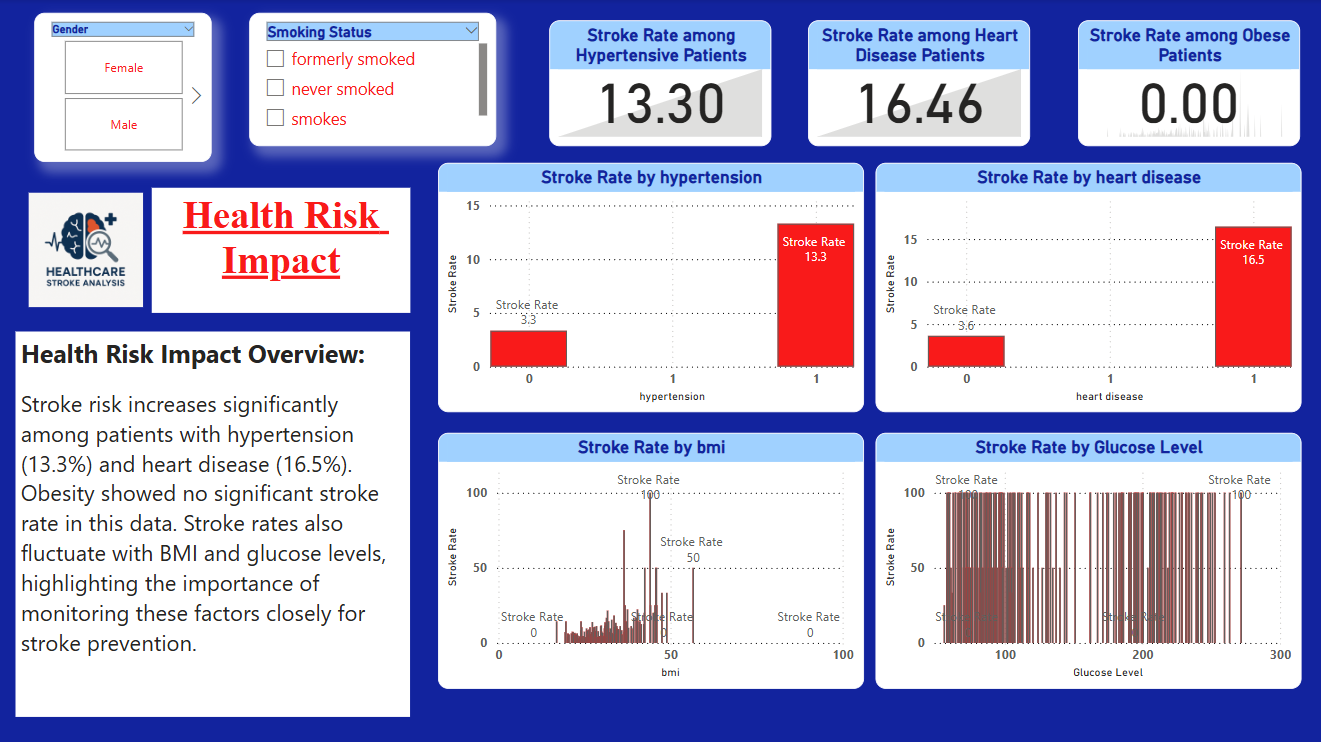 Gender
Female
Male
Smoking Status
formerly smoked
never smoked
smokes
Stroke Rate among
Hypertensive Patients
13.30
Stroke Rate among Heart
Disease Patients
16.46
Stroke Rate among Obese
Patients
0.00
HEALTHCARE
STROKE ANALYSIS
Health Risk
Impact
Health Risk Impact Overview:
Stroke risk increases significantly
among patients with hypertension
(13.3%) and heart disease (16.5%).
Obesity showed no significant stroke
rate in this data. Stroke rates also
fluctuate with BMI and glucose levels,
highlighting the importance of
monitoring these factors closely for
stroke prevention.
Stroke Rate by hypertension
Stroke Rate
15
10
5
0
Stroke Rate
3.3
Stroke Rate
13.3
0
1
1
hypertension
Stroke Rate by heart disease
Stroke Rate
15
10
5
0
Stroke Rate
3.6
Stroke Rate
16.5
0
1
1
heart disease
Stroke Rate by bmi
Stroke Rate
100
50
0
Stroke Rate
0
Stroke Rate
100
Stroke Rate
0
Stroke Rate
50
Stroke Rate
0
0
50
100
bmi
Stroke Rate by Glucose Level
Stroke Rate
100
50
0
Stroke Rate
100
Stroke Rate
100
100
200
300
Glucose Level